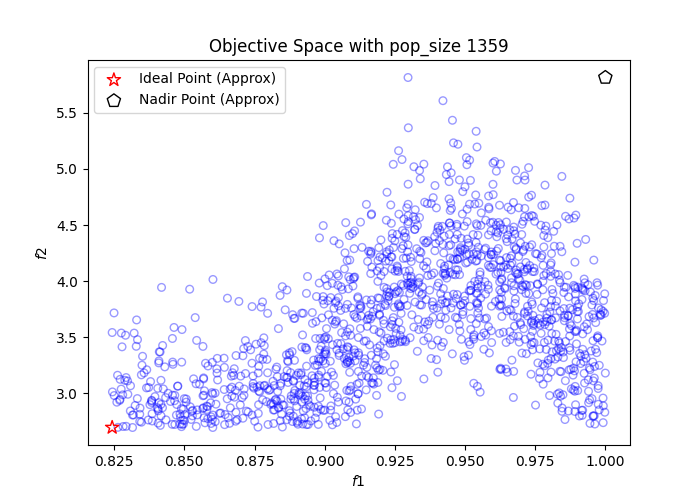 Objective Space with pop_size 1359
Ideal Point (Approx)
Nadir Point (Approx)
f2
5.5
5.0
4.5
4.0
3.5
3.0
0.825 0.850 0.875 0.900 0.925 0.950 0.975 1.000
f1